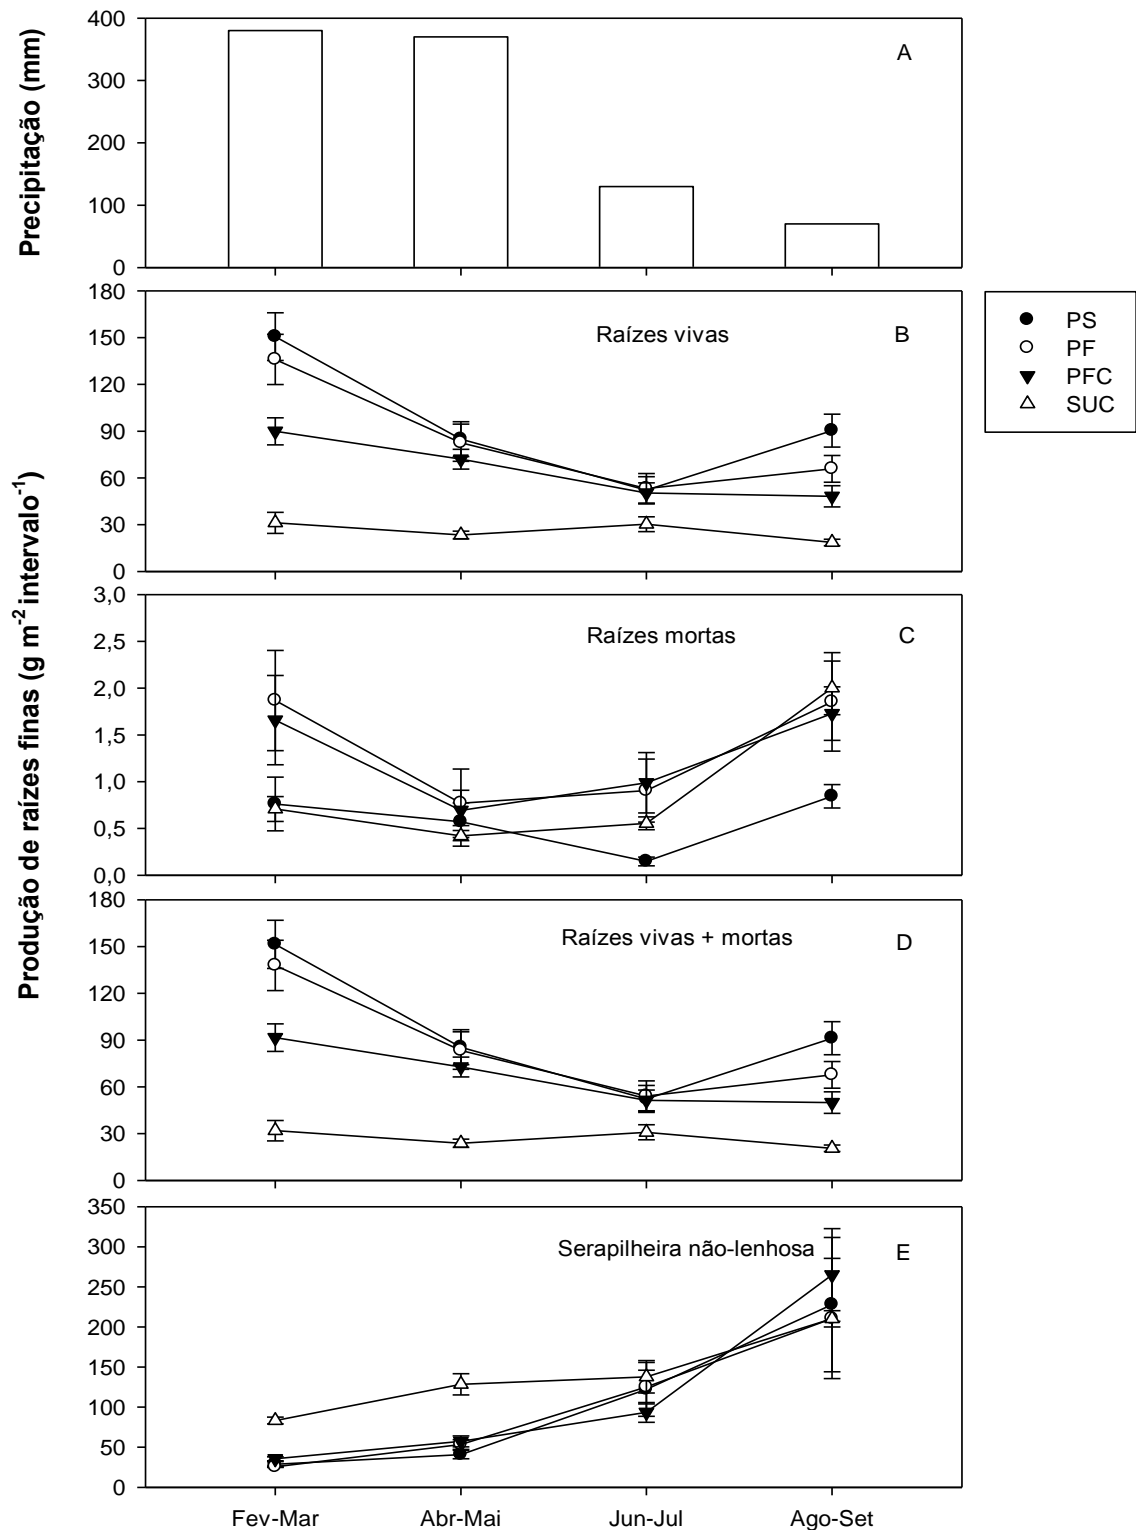 Precipitação (mm)
400
300
200
100
0
A
Produção de raízes finas (g m⁻² intervalo⁻¹)
180
150
120
90
60
30
0
Raízes vivas
B
PS
PF
PFC
SUC
3,0
2,5
2,0
1,5
1,0
0,5
0,0
Raízes mortas
C
180
150
120
90
60
30
0
Raízes vivas + mortas
D
350
300
250
200
150
100
50
0
Serapilheira não-lenhosa
E
Fev-Mar Abr-Mai Jun-Jul Ago-Set